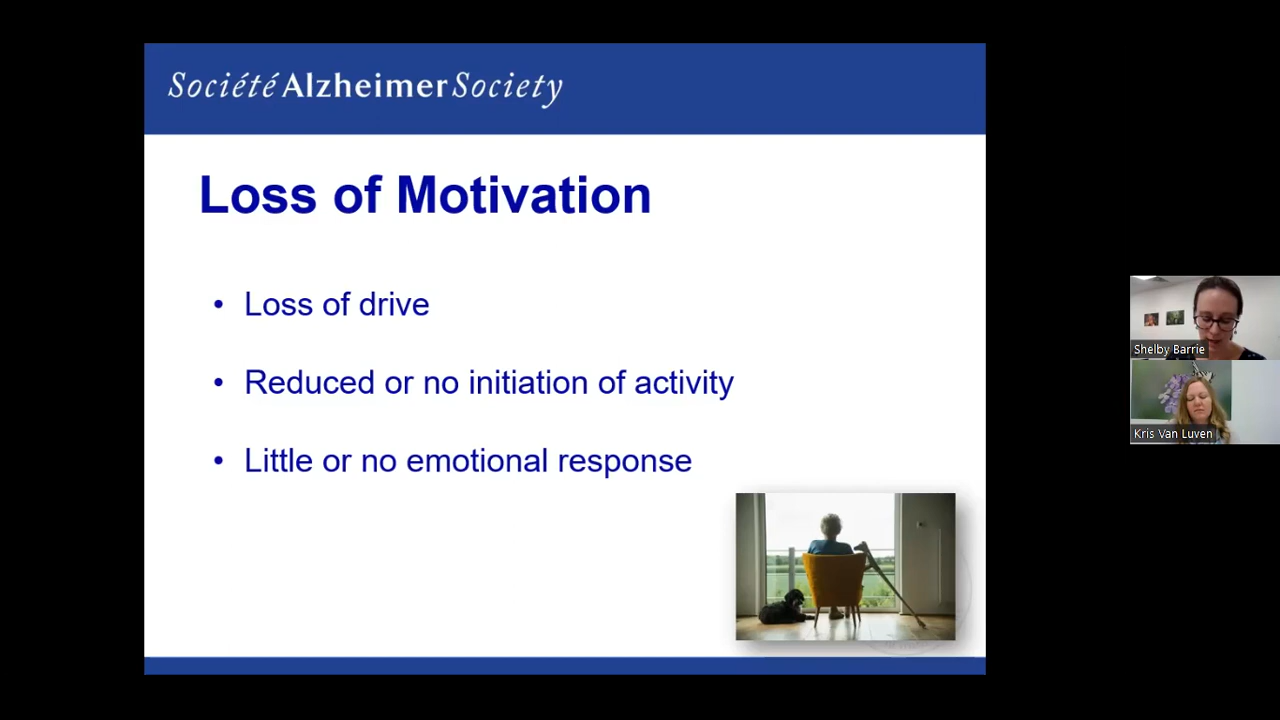 Société Alzheimer Society
Loss of Motivation
• Loss of drive
• Reduced or no initiation of activity
• Little or no emotional response
Shelby Barrie
Kris Van Luven